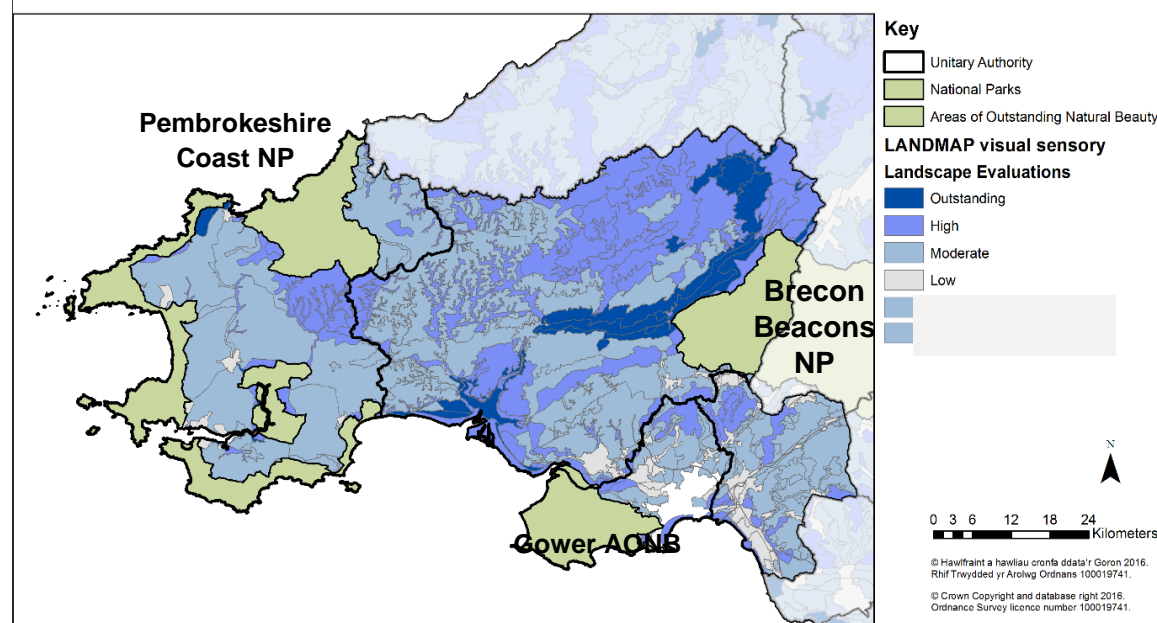 Pembrokeshire
Coast NP
Brecon
Beacons
NP
Gower AONB
Key
Unitary Authority
National Parks
Areas of Outstanding Natural Beauty
LANDMAP visual sensory
Landscape Evaluations
Outstanding
High
Moderate
Low
N
0 3 6 12 18 24
Kilometers
© Hawlfraint a hawliau cronfa ddata'r Goron 2016.
Rhif Trwydded yr Arolwg Ordnans 100019741.
© Crown Copyright and database right 2016.
Ordnance Survey licence number 100019741.